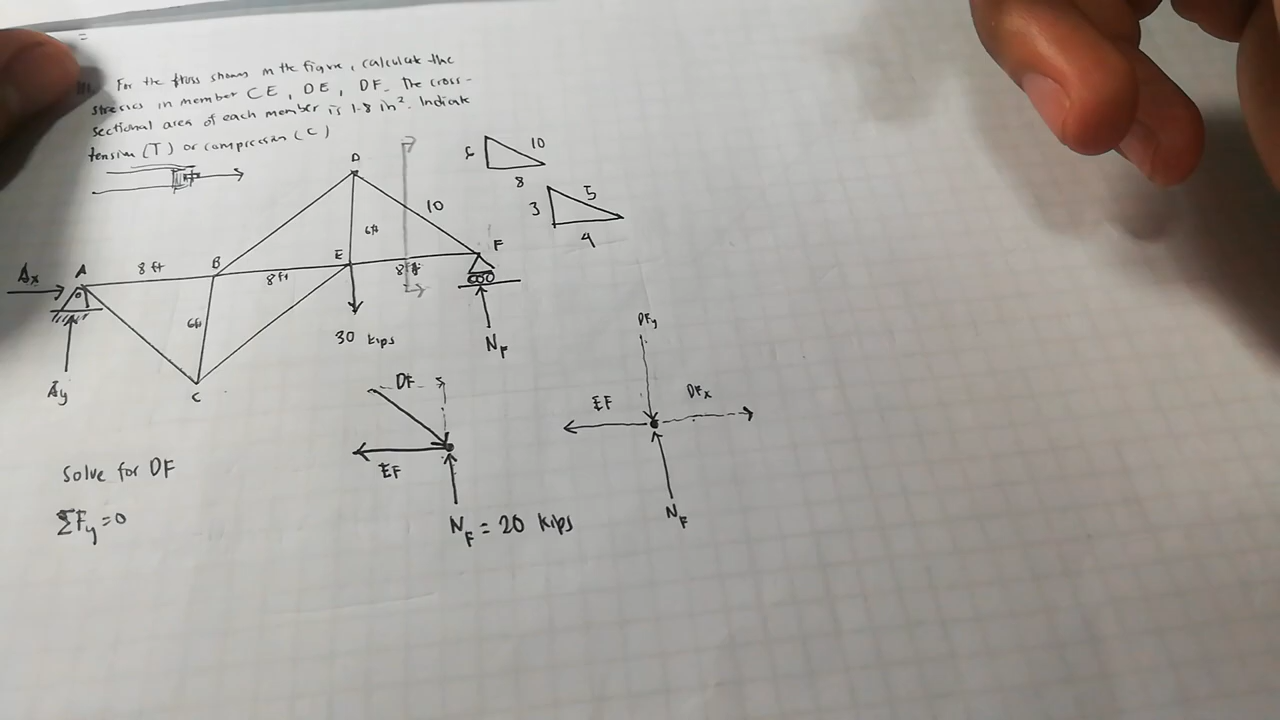 For the truss shown in the figure, calculate the
stresses in member CE, DE, DF. The cross-
sectional area of each member is 1.8 in². Indicate
tension (T) or compression (C)
D
10
8
6ft
10
5
3
4
Ax
A
8 ft
B
8 ft
E
8 ft
F
6ft
30 kips
NF
Ay
C
DFy
DF
EF
DFx
EF
Solve for DF
ΣFy = 0
NF = 20 kips
NF